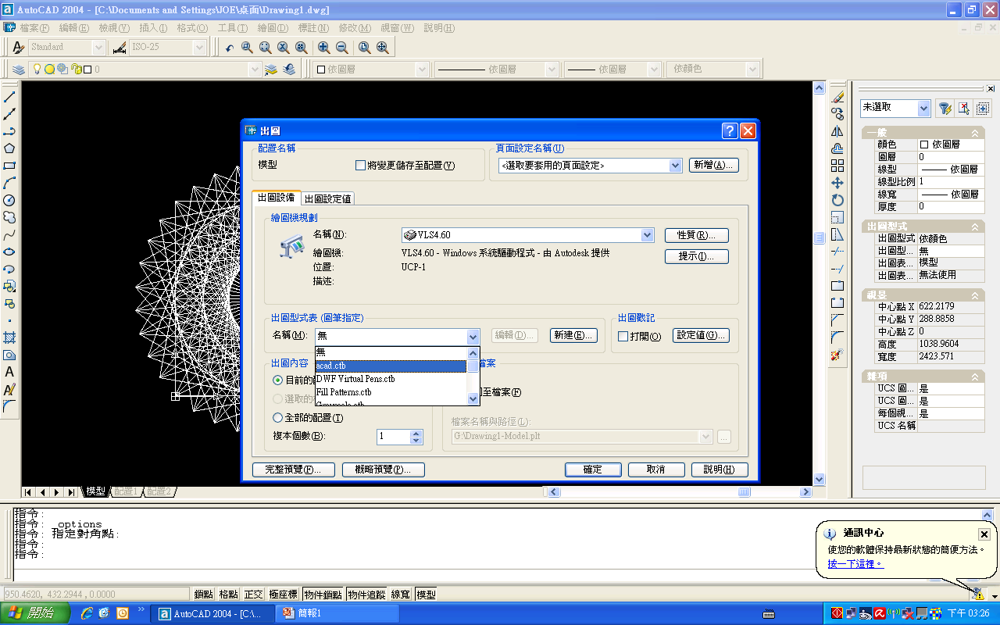 AutoCAD 2004 - [C:\Documents and Settings\JOE\桌面\Drawing1.dwg]
檔案(F) 編輯(E) 檢視(V) 插入(I) 格式(O) 工具(T) 繪圖(D) 標註(N) 修改(M) 視窗(W) 說明(H)
Standard ISO-25
0 依圖層 依圖層 依圖層 依顏色
出圖
配置名稱
模型
將變更儲存至配置(V)
頁面設定名稱(U)
<選取要套用的頁面設定>
新增(A)...
出圖設備 出圖設定值
繪圖機規劃
名稱(N):
VLS4.60
性質(R)...
繪圖機:
VLS4.60 - Windows 系統驅動程式 - 由 Autodesk 提供
提示(I)...
位置:
UCP-1
描述:
出圖型式表 (圖筆指定)
名稱(M):
無
編輯(D)...
新建(E)...
無
acad.ctb
DWF Virtual Pens.ctb
Fill Patterns.ctb
Grayscale.ctb
出圖戳記
打開(O)
設定值(G)...
出圖內容
目前的
選取的
全部的配置(T)
複本個數(B):
1
檔案
至檔案(F)
檔案名稱與路徑(L):
G:\Drawing1-Model.plt
...
完整預覽(F)...
概略預覽(P)...
確定
取消
說明(H)
未選取
一般
顏色 依圖層
圖層 0
線型 依圖層
線型比例 1
線寬 依圖層
厚度 0
出圖型式
出圖型式 依顏色
出圖型... 無
出圖表... 模型
出圖表... 無法使用
視景
中心點 X 622.2179
中心點 Y 288.8858
中心點 Z 0
高度 1038.9604
寬度 2423.571
雜項
UCS 圖... 是
UCS 圖... 是
每個視... 是
UCS 名稱
模型 配置1 配置2
指令:
指令: _options
指令: 指定對角點:
指令:
指令:
通訊中心
使您的軟體保持最新狀態的簡便方法。
按一下這裡。
950.4620, 432.2944 , 0.0000
鎖點 格點 正交 極座標 物件鎖點 物件追蹤 線寬 模型
開始
AutoCAD 2004 - [C:\...
簡報1
下午 03:26